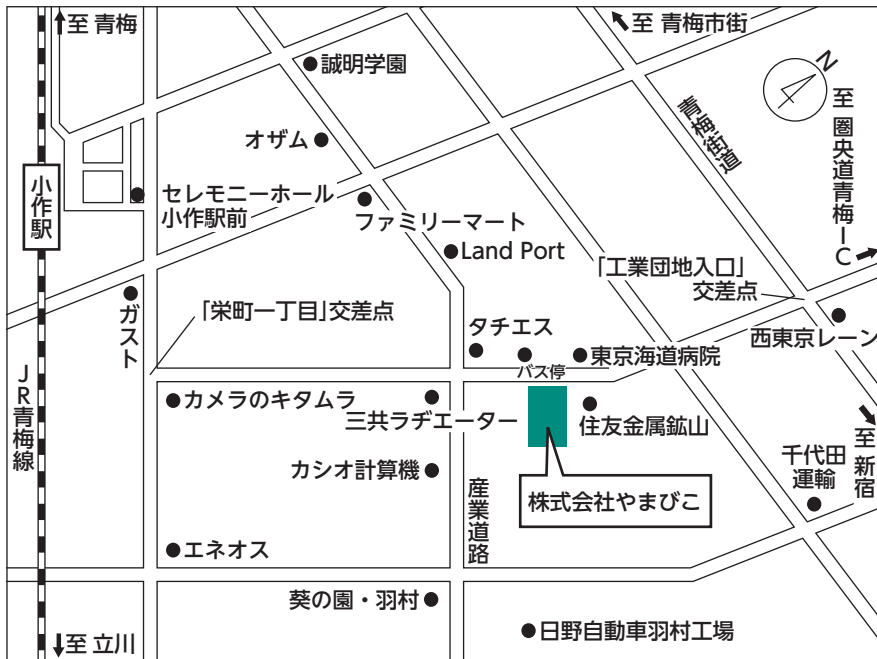 至 青梅
至 青梅市街
誠明学園
N
至 圏央道青梅IC
青梅街道
オザム
小作駅
セレモニーホール
小作駅前
ファミリーマート
Land Port
「工業団地入口」
交差点
ガスト
「栄町一丁目」交差点
タチエス
バス停
東京海道病院
西東京レーン
JR青梅線
カメラのキタムラ
三共ラヂエーター
住友金属鉱山
至 新宿
千代田
運輸
カシオ計算機
産業道路
株式会社やまびこ
エネオス
葵の園・羽村
日野自動車羽村工場
至 立川